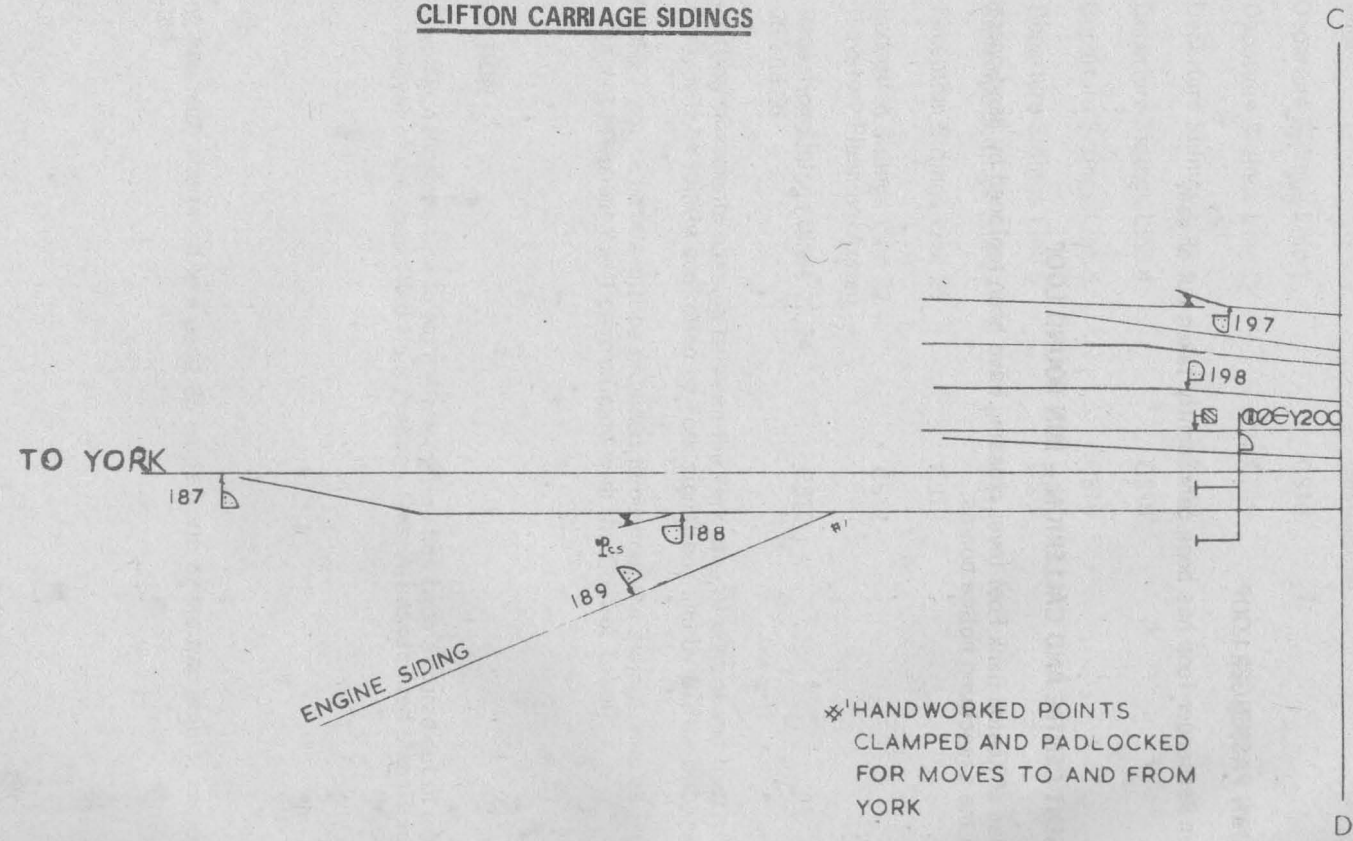 CLIFTON CARRIAGE SIDINGS
C
197
198
Y200
TO YORK
187
188
PCS
189
ENGINE SIDING
※' HANDWORKED POINTS
CLAMPED AND PADLOCKED
FOR MOVES TO AND FROM
YORK
D